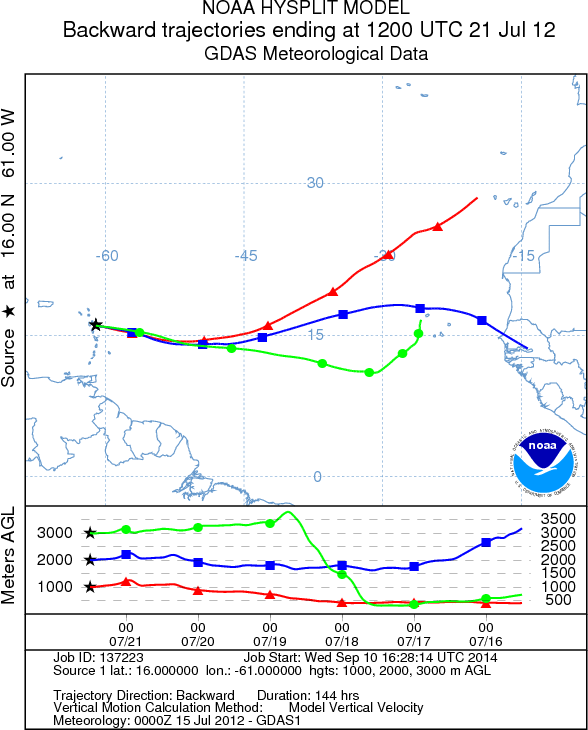 NOAA HYSPLIT MODEL
Backward trajectories ending at 1200 UTC 21 Jul 12
GDAS Meteorological Data
Source ★ at 16.00 N 61.00 W
30
-60 -45 -30 -15
15
0
noaa
Meters AGL
3000
2000
1000
3500
3000
2500
2000
1500
1000
500
00 00 00 00 00 00
07/21 07/20 07/19 07/18 07/17 07/16
Job ID: 137223 Job Start: Wed Sep 10 16:28:14 UTC 2014
Source 1 lat.: 16.000000 lon.: -61.000000 hgts: 1000, 2000, 3000 m AGL
Trajectory Direction: Backward Duration: 144 hrs
Vertical Motion Calculation Method: Model Vertical Velocity
Meteorology: 0000Z 15 Jul 2012 - GDAS1